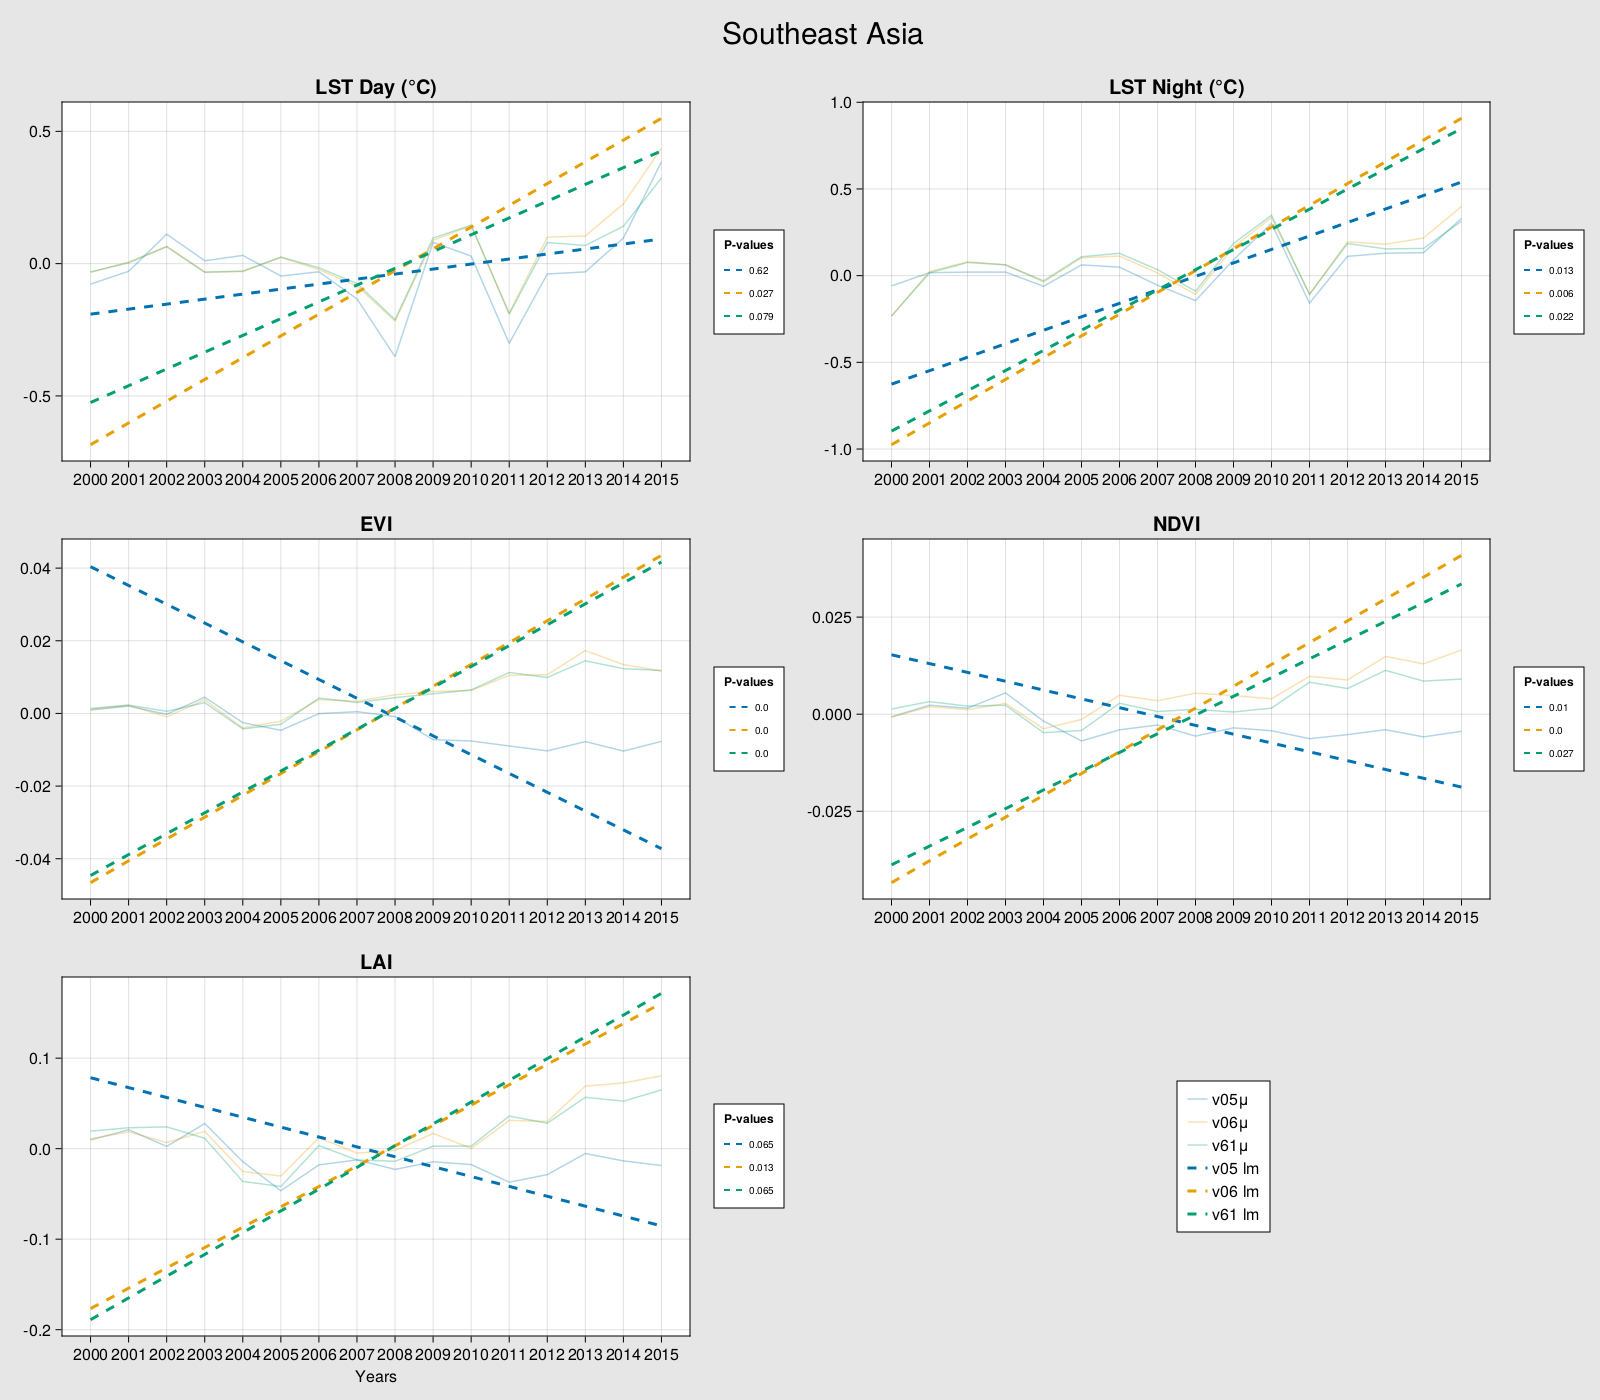 Southeast Asia
LST Day (°C)
0.5
0.0
-0.5
2000 2001 2002 2003 2004 2005 2006 2007 2008 2009 2010 2011 2012 2013 2014 2015
P-values
0.62
0.027
0.079
LST Night (°C)
1.0
0.5
0.0
-0.5
-1.0
2000 2001 2002 2003 2004 2005 2006 2007 2008 2009 2010 2011 2012 2013 2014 2015
P-values
0.013
0.006
0.022
EVI
0.04
0.02
0.00
-0.02
-0.04
2000 2001 2002 2003 2004 2005 2006 2007 2008 2009 2010 2011 2012 2013 2014 2015
P-values
0.0
0.0
0.0
NDVI
0.025
0.000
-0.025
2000 2001 2002 2003 2004 2005 2006 2007 2008 2009 2010 2011 2012 2013 2014 2015
P-values
0.01
0.0
0.027
LAI
0.1
0.0
-0.1
-0.2
2000 2001 2002 2003 2004 2005 2006 2007 2008 2009 2010 2011 2012 2013 2014 2015
Years
P-values
0.065
0.013
0.065
v05μ
v06μ
v61μ
v05 lm
v06 lm
v61 lm